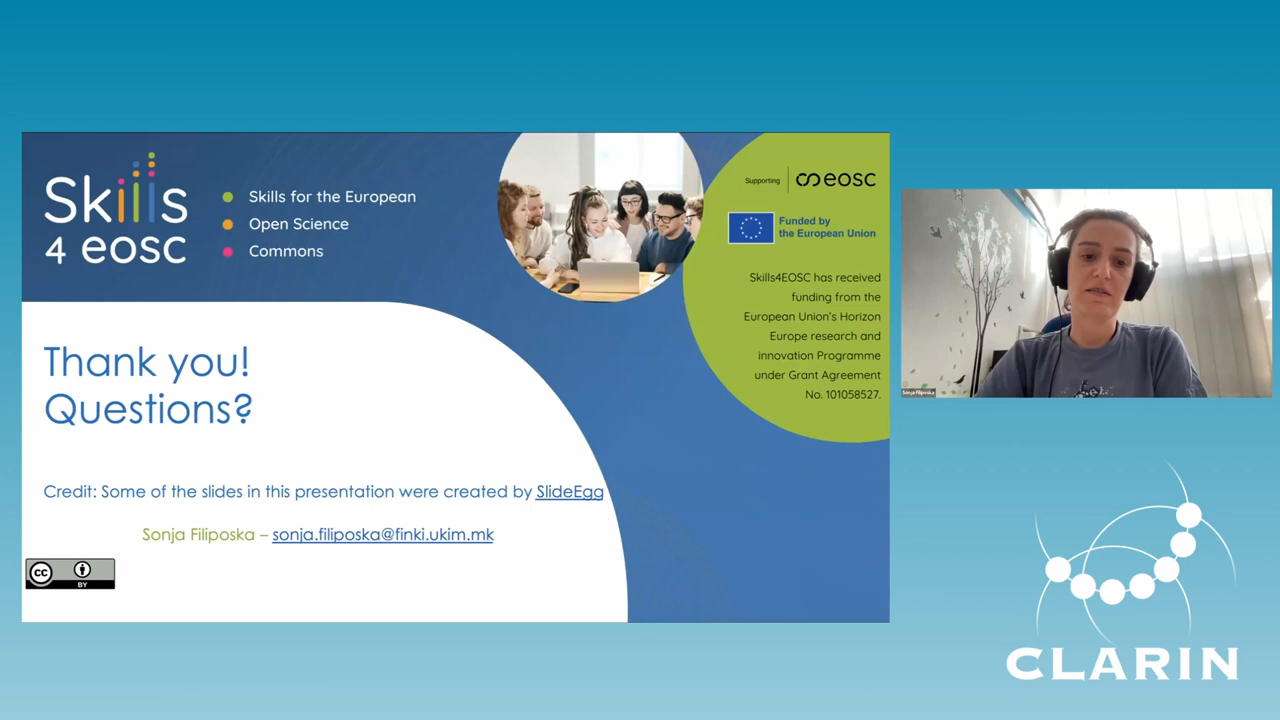 Skills
4 eosc
Skills for the European
Open Science
Commons
Supporting
eosc
Funded by
the European Union
Skills4EOSC has received
funding from the
European Union's Horizon
Europe research and
innovation Programme
under Grant Agreement
No. 101058527.
Thank you!
Questions?
Credit: Some of the slides in this presentation were created by SlideEgg
Sonja Filiposka – sonja.filiposka@finki.ukim.mk
cc
BY
Sonja Filiposka
CLARIN